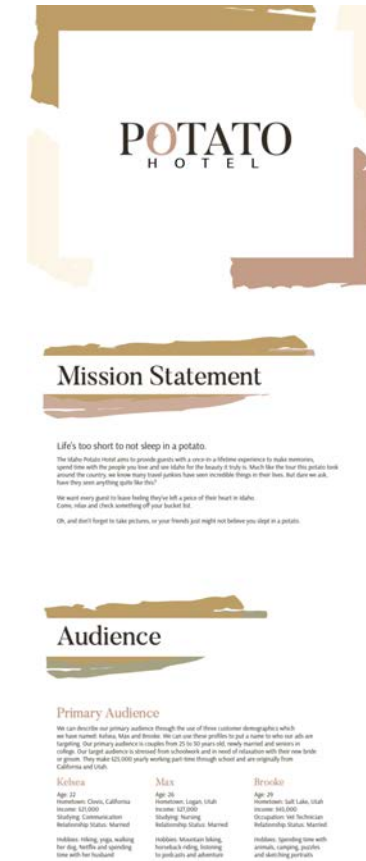 POTATO
HOTEL
Mission Statement
Life's too short to not sleep in a potato.
The Idaho Potato Hotel aims to provide guests with a once-in-a-lifetime experience to make memories,
spend time with the people you love and see Idaho for the beauty it truly is. Much like the tour this potato took
around the country, we know many travel junkies have seen incredible things in their lives. But dare we ask,
have they seen anything quite like this?
We want every guest to leave feeling they've left a peice of their heart in Idaho.
Come, relax and check something off your bucket list.
Oh, and don't forget to take pictures, or your friends just might not believe you slept in a potato.
Audience
Primary Audience
We can describe our primary audience through the use of three customer demographics which
we have named: Kelsea, Max and Brooke. We can use these profiles to put a name to who our ads are
targeting. Our primary audience is couples from 25 to 30 years old, newly married and seniors in
college. Our target audience is stressed from schoolwork and in need of relaxation with their new bride
or groom. They make $25,000 yearly working part-time through school and are originally from
California and Utah.
Kelsea
Age: 22
Hometown: Clovis, California
Income: $21,000
Studying: Communication
Relationship Status: Married
Hobbies: Hiking, yoga, walking
her dog, Netflix and spending
time with her husband
Max
Age: 26
Hometown: Logan, Utah
Income: $27,000
Studying: Nursing
Relationship Status: Married
Hobbies: Mountain biking,
horseback riding, listening
to podcasts and adventure
Brooke
Age: 29
Hometown: Salt Lake, Utah
Income: $45,000
Occupation: Vet Technician
Relationship Status: Married
Hobbies: Spending time with
animals, camping, puzzles
and sketching portraits